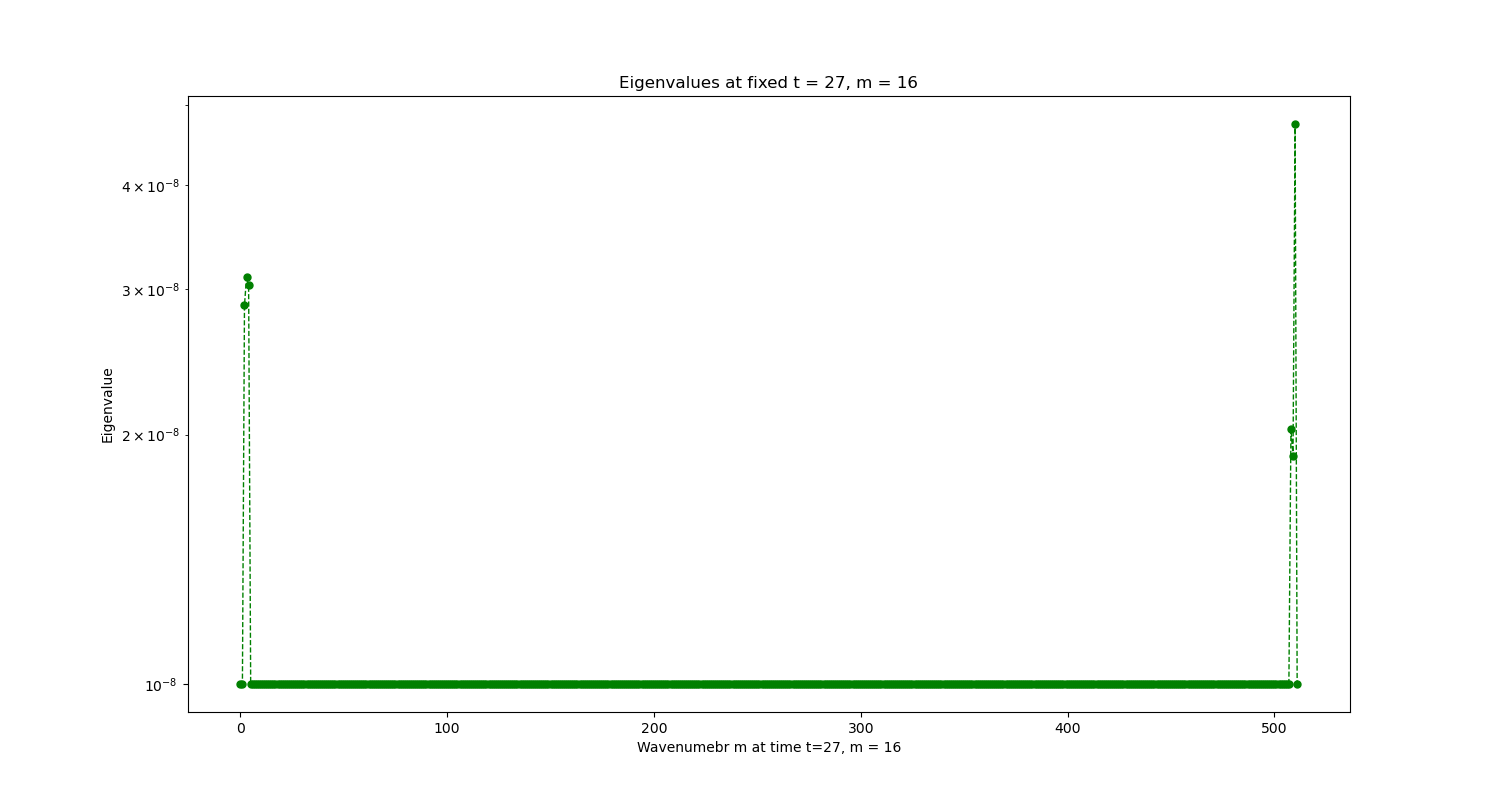 Eigenvalues at fixed t = 27, m = 16
Eigenvalue
4 × 10⁻⁸
3 × 10⁻⁸
2 × 10⁻⁸
10⁻⁸
0 100 200 300 400 500
Wavenumebr m at time t=27, m = 16